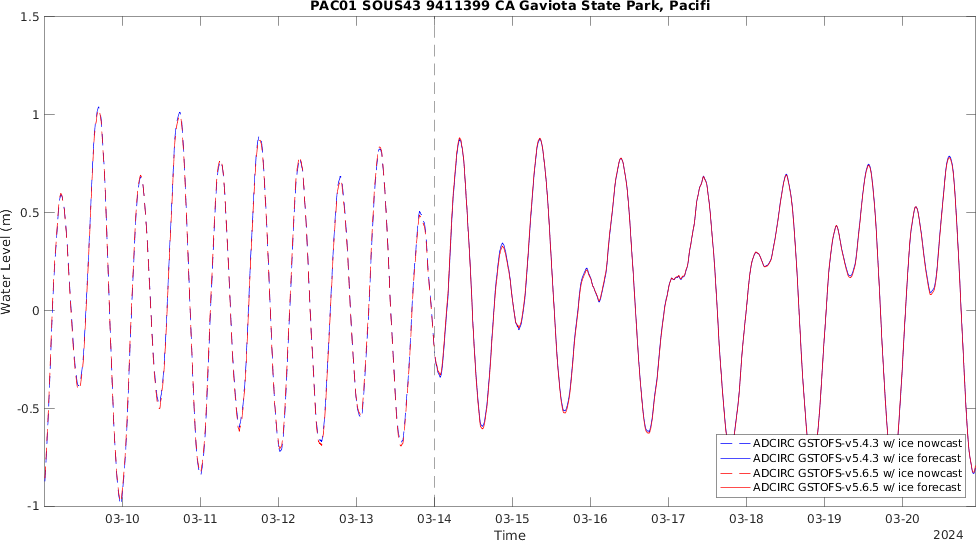 PAC01 SOUS43 9411399 CA Gaviota State Park, Pacifi
1.5
1
0.5
0
-0.5
-1
Water Level (m)
03-10 03-11 03-12 03-13 03-14 03-15 03-16 03-17 03-18 03-19 03-20
Time
2024
ADCIRC GSTOFS-v5.4.3 w/ ice nowcast
ADCIRC GSTOFS-v5.4.3 w/ ice forecast
ADCIRC GSTOFS-v5.6.5 w/ ice nowcast
ADCIRC GSTOFS-v5.6.5 w/ ice forecast